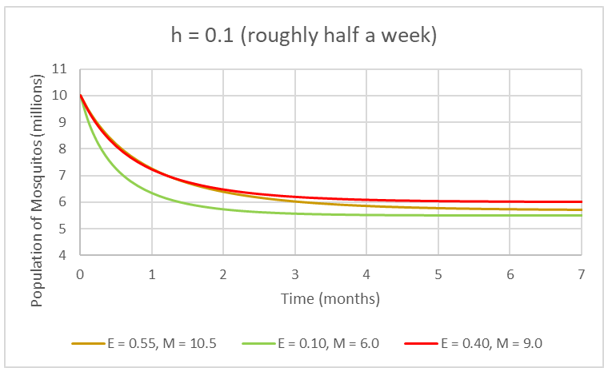 h = 0.1 (roughly half a week)
Population of Mosquitos (millions)
11
10
9
8
7
6
5
4
0 1 2 3 4 5 6 7
Time (months)
E = 0.55, M = 10.5 E = 0.10, M = 6.0 E = 0.40, M = 9.0